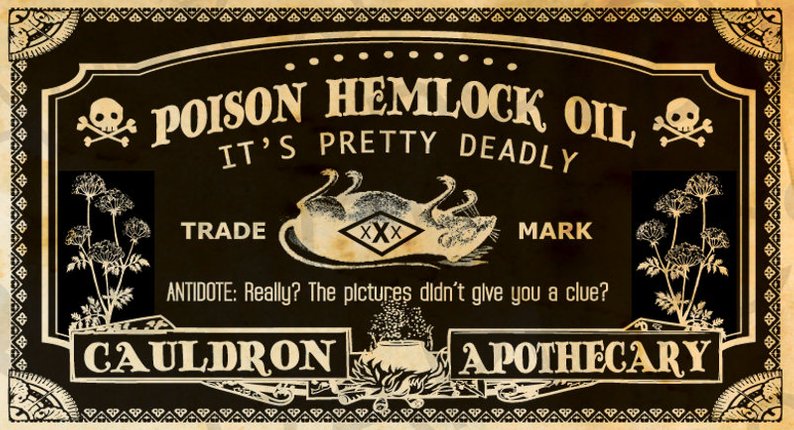 POISON HEMLOCK OIL
IT'S PRETTY DEADLY
TRADE xXx MARK
ANTIDOTE: Really? The pictures didn't give you a clue?
CAULDRON APOTHECARY